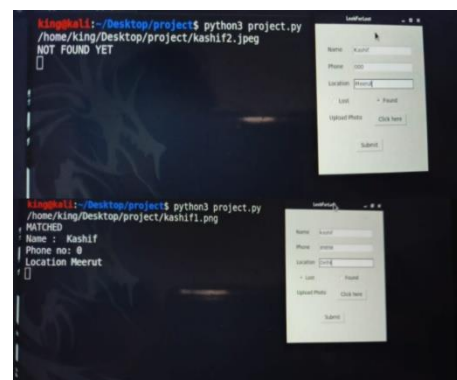 king@kali:~/Desktop/project$ python3 project.py
/home/king/Desktop/project/kashif2.jpeg
NOT FOUND YET
LookForLost
Name Kashif
Phone 000
Location Meerut
Lost Found
Upload Photo Click here
Submit
king@kali:~/Desktop/project$ python3 project.py
/home/king/Desktop/project/kashif1.png
MATCHED
Name : Kashif
Phone no: 0
Location Meerut
Name kashif
Phone
Location Delhi
Lost Found
Upload Photo Click here
Submit